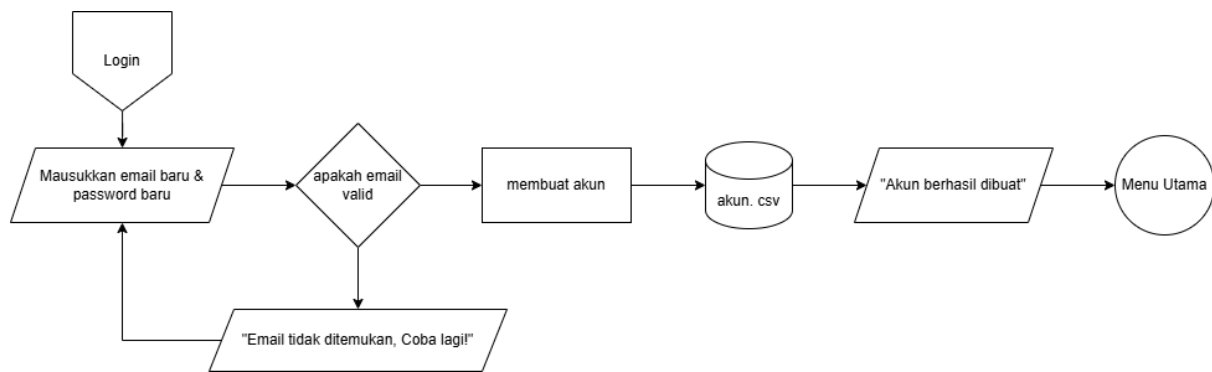 Login
Mausukkan email baru &
password baru
apakah email
valid
membuat akun
akun. csv
"Akun berhasil dibuat"
Menu Utama
"Email tidak ditemukan, Coba lagi!"